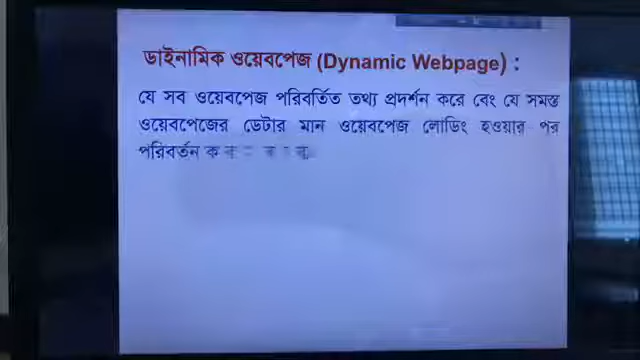 ডাইনামিক ওয়েবপেজ (Dynamic Webpage) :
যে সব ওয়েবপেজ পরিবর্তিত তথ্য প্রদর্শন করে বেং যে সমস্ত
ওয়েবপেজের ডেটার মান ওয়েবপেজ লোডিং হওয়ার পর
পরিবর্তন ক